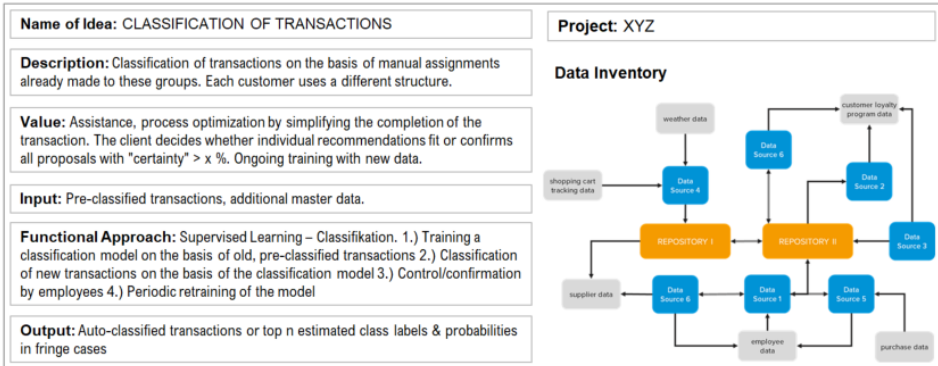 Name of Idea: CLASSIFICATION OF TRANSACTIONS
Description: Classification of transactions on the basis of manual assignments
already made to these groups. Each customer uses a different structure.
Value: Assistance, process optimization by simplifying the completion of the
transaction. The client decides whether individual recommendations fit or confirms
all proposals with "certainty" > x %. Ongoing training with new data.
Input: Pre-classified transactions, additional master data.
Functional Approach: Supervised Learning – Classifikation. 1.) Training a
classification model on the basis of old, pre-classified transactions 2.) Classification
of new transactions on the basis of the classification model 3.) Control/confirmation
by employees 4.) Periodic retraining of the model
Output: Auto-classified transactions or top n estimated class labels & probabilities
in fringe cases
Project: XYZ
Data Inventory
weather data
customer loyalty
program data
Data
Source 6
Data
Source 2
shopping cart
tracking data
Data
Source 4
REPOSITORY I
REPOSITORY II
Data
Source 3
supplier data
Data
Source 6
Data
Source 1
Data
Source 5
employee
data
purchase data